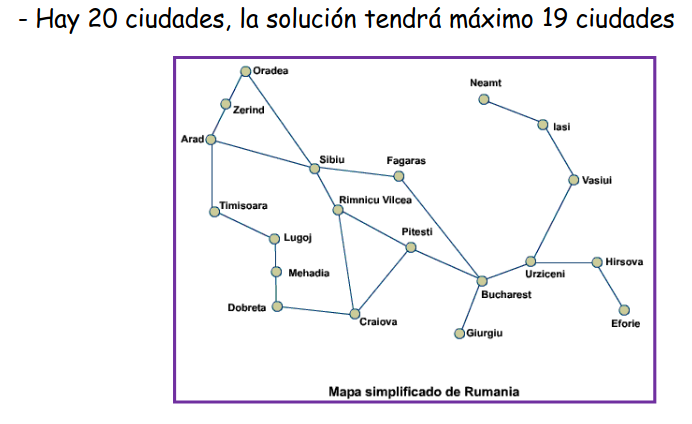 - Hay 20 ciudades, la solución tendrá máximo 19 ciudades
Oradea
Neamt
Zerind
Iasi
Arad
Sibiu
Fagaras
Vasiui
Timisoara
Rimnicu Vilcea
Pitesti
Lugoj
Hirsova
Mehadia
Urziceni
Bucharest
Dobreta
Craiova
Eforie
Giurgiu
Mapa simplificado de Rumania